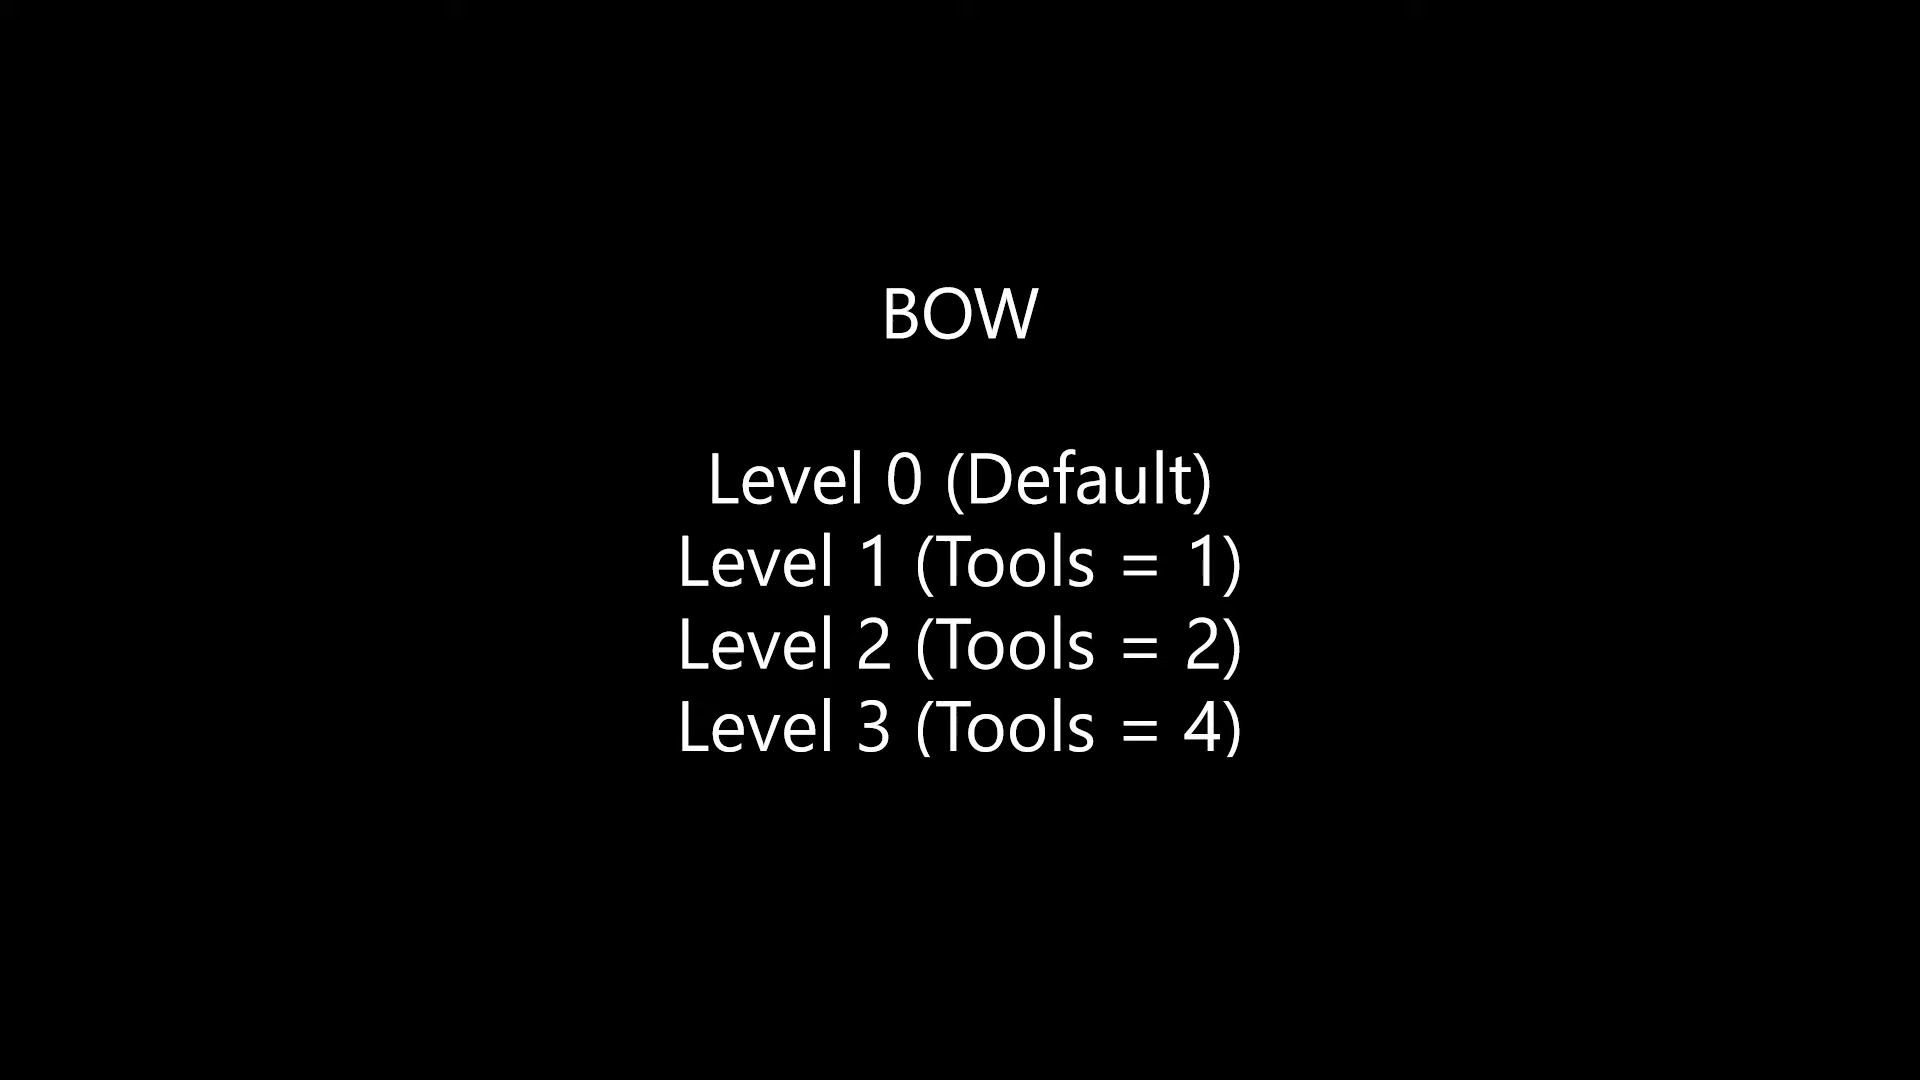 BOW
Level 0 (Default)
Level 1 (Tools = 1)
Level 2 (Tools = 2)
Level 3 (Tools = 4)